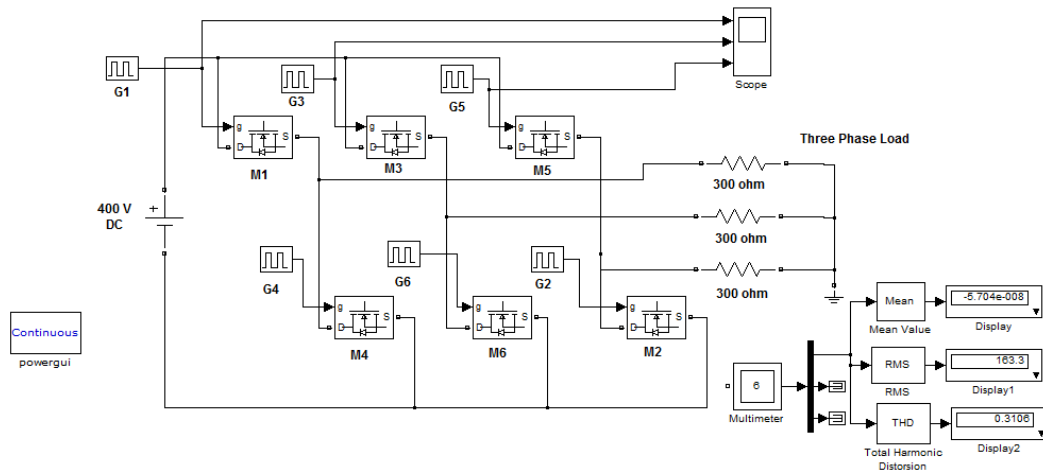 Scope
G1
G3
G5
g
D
S
M1
g
D
S
M3
g
D
S
M5
Three Phase Load
300 ohm
400 V
DC
+
300 ohm
300 ohm
G4
G6
G2
g
D
S
M4
g
D
S
M6
g
D
S
M2
Continuous
powergui
Mean
Mean Value
-5.704e-008
Display
6
Multimeter
RMS
RMS
163.3
Display1
THD
Total Harmonic
Distorsion
0.3106
Display2